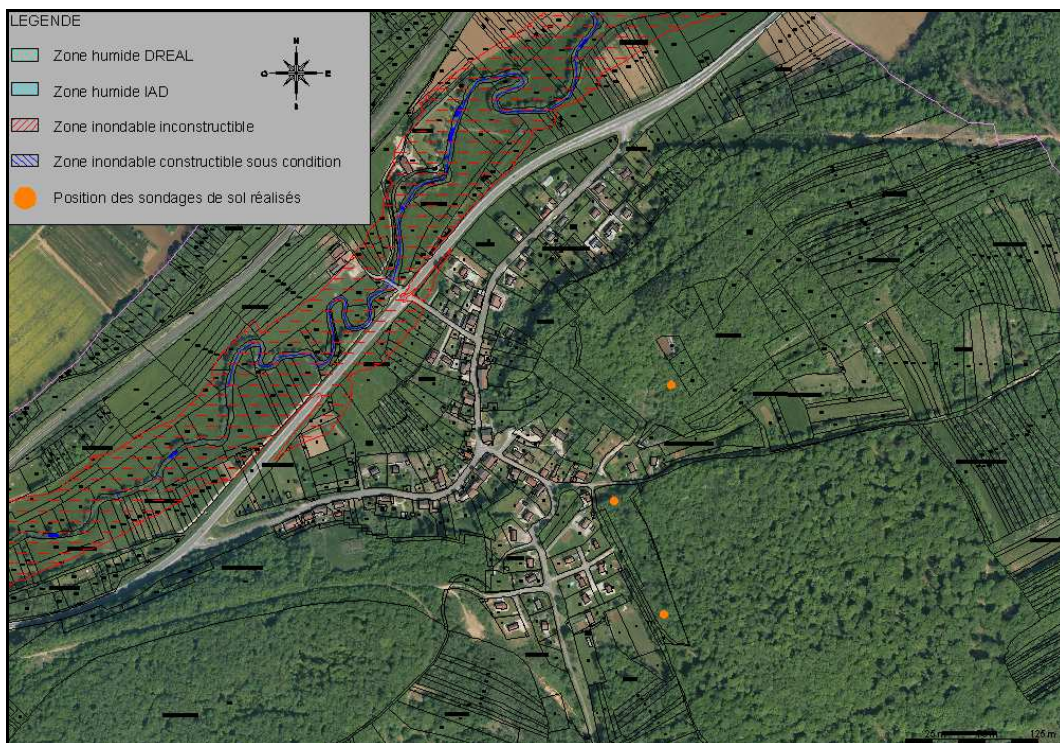 LEGENDE
N
O E
S
Zone humide DREAL
Zone humide IAD
Zone inondable inconstructible
Zone inondable constructible sous condition
Position des sondages de sol réalisés
125 m